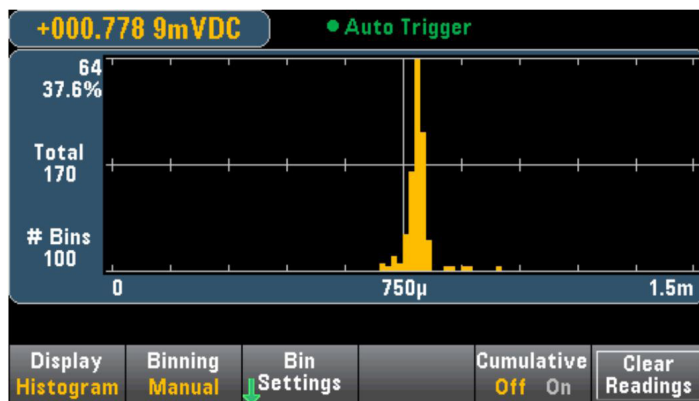 +000.778 9mVDC
Auto Trigger
64
37.6%
Total
170
# Bins
100
0 750µ 1.5m
Display
Histogram
Binning
Manual
Bin
Settings
Cumulative
Off On
Clear
Readings